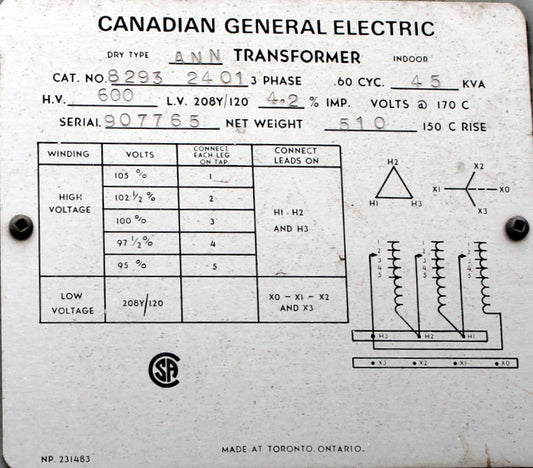 CANADIAN GENERAL ELECTRIC
DRY TYPE ANN TRANSFORMER INDOOR
CAT. NO. 8293 2401 3 PHASE 60 CYC. 45 KVA
H.V. 600 L.V. 208Y/120 4.2 % IMP. VOLTS @ 170 C
SERIAL 907765 NET WEIGHT 510 150 C RISE
WINDING VOLTS CONNECT EACH LEG ON TAP CONNECT LEADS ON
HIGH VOLTAGE
105 % 1
102 1/2 % 2
100 % 3
97 1/2 % 4
95 % 5
H1 - H2
AND H3
LOW VOLTAGE 208Y/120 X0 - X1 - X2
AND X3
H2
H1 H3
X2
X1 X0
X3
1 1 1
2 2 2
3 3 3
4 4 4
5 5 5
H3 H2 H1
X3 X2 X1 X0
CSA
MADE AT TORONTO, ONTARIO.
NP. 231483